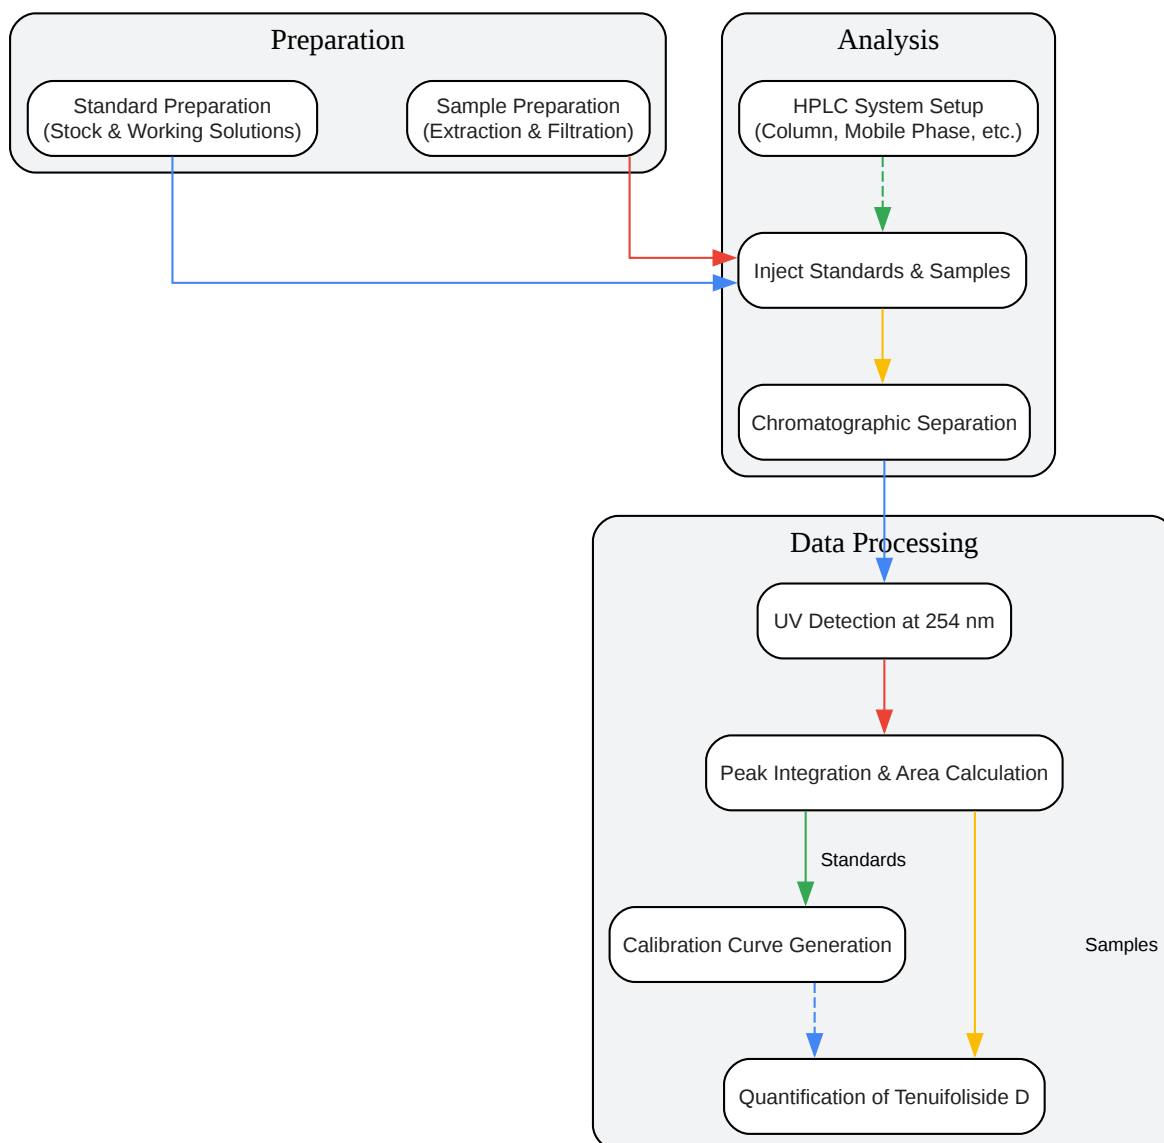 Preparation
Standard Preparation
(Stock & Working Solutions)
Sample Preparation
(Extraction & Filtration)
Analysis
HPLC System Setup
(Column, Mobile Phase, etc.)
Inject Standards & Samples
Chromatographic Separation
Data Processing
UV Detection at 254 nm
Peak Integration & Area Calculation
Standards
Calibration Curve Generation
Samples
Quantification of Tenuifoliside D